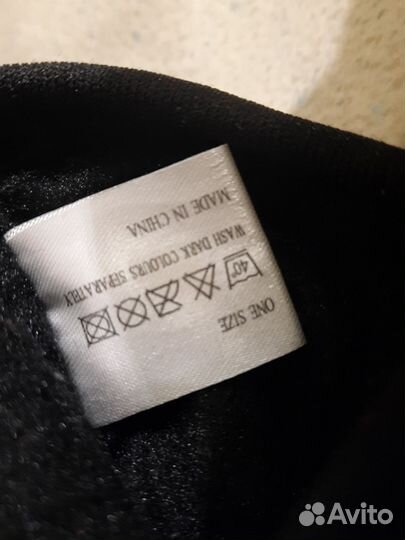 ONE SIZE
40°
WASH DARK COLOURS SEPARATELY
MADE IN CHINA
Avito